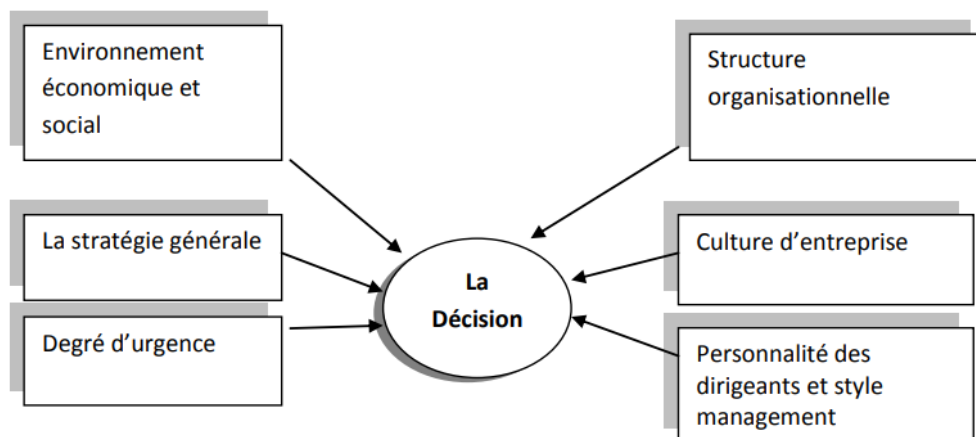 Environnement
économique et
social
Structure
organisationnelle
La stratégie générale
Culture d’entreprise
La
Décision
Degré d’urgence
Personnalité des
dirigeants et style
management